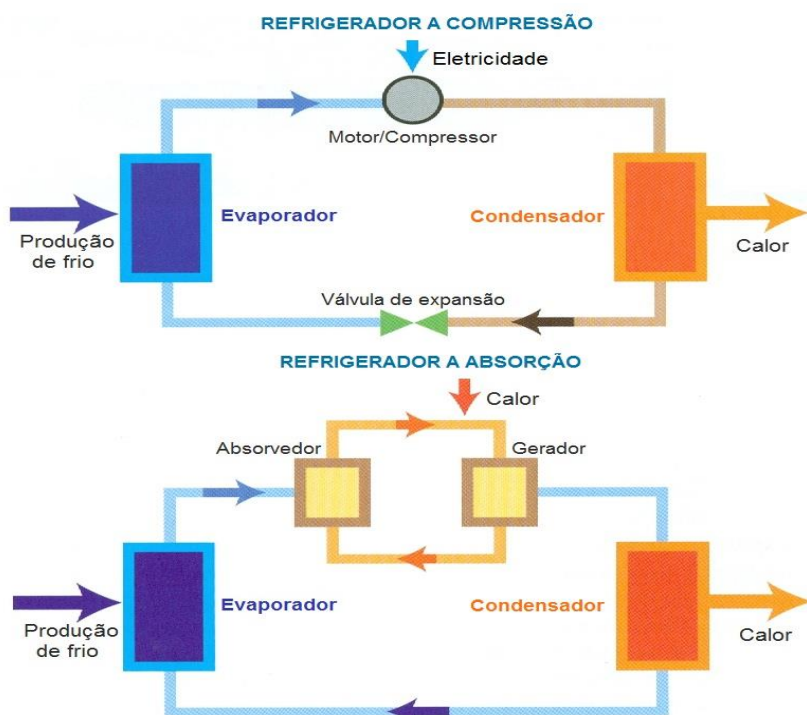 REFRIGERADOR A COMPRESSÃO
Eletricidade
Motor/Compressor
Evaporador
Condensador
Produção
de frio
Calor
Válvula de expansão
REFRIGERADOR A ABSORÇÃO
Calor
Absorvedor
Gerador
Evaporador
Condensador
Produção
de frio
Calor